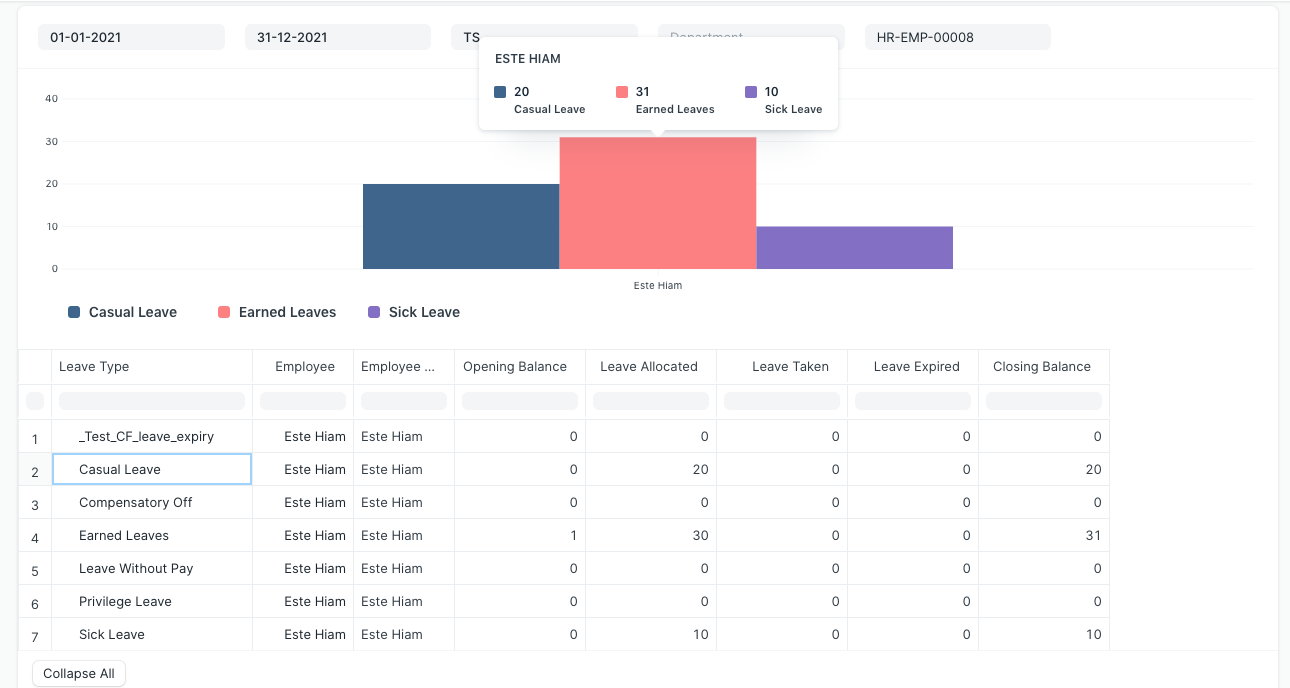 01-01-2021 31-12-2021 TS Department HR-EMP-00008
ESTE HIAM
20 31 10
Casual Leave Earned Leaves Sick Leave
40
30
20
10
0
Este Hiam
Casual Leave Earned Leaves Sick Leave
Leave Type Employee Employee ... Opening Balance Leave Allocated Leave Taken Leave Expired Closing Balance
1 _Test_CF_leave_expiry Este Hiam Este Hiam 0 0 0 0 0
2 Casual Leave Este Hiam Este Hiam 0 20 0 0 20
3 Compensatory Off Este Hiam Este Hiam 0 0 0 0 0
4 Earned Leaves Este Hiam Este Hiam 1 30 0 0 31
5 Leave Without Pay Este Hiam Este Hiam 0 0 0 0 0
6 Privilege Leave Este Hiam Este Hiam 0 0 0 0 0
7 Sick Leave Este Hiam Este Hiam 0 10 0 0 10
Collapse All